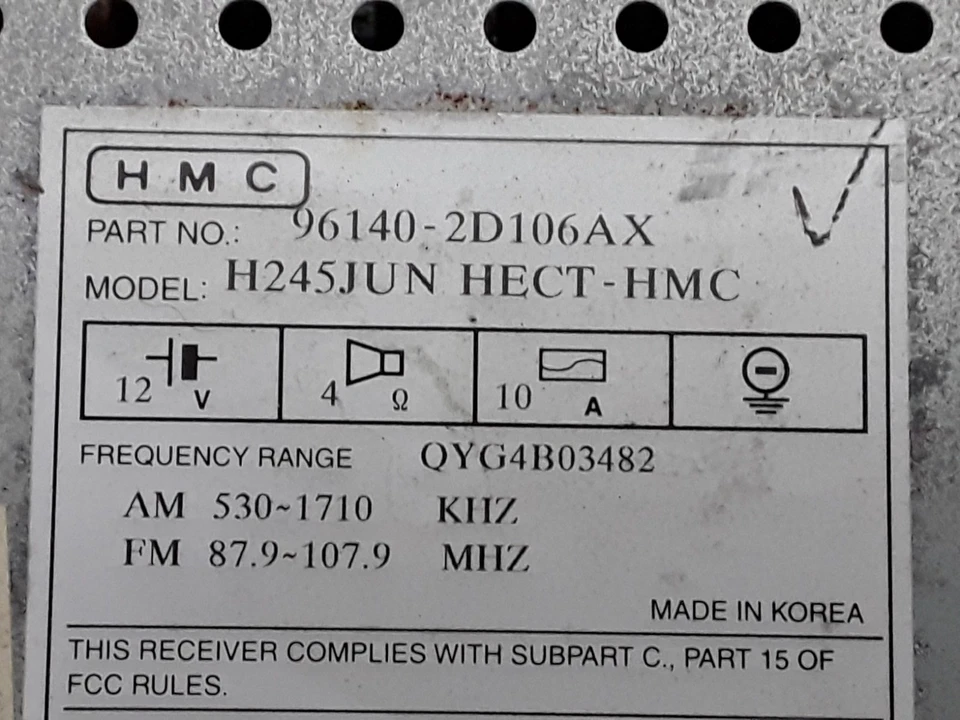 HMC
PART NO.: 96140-2D106AX
MODEL: H245JUN HECT-HMC
12 V 4 Ω 10 A
FREQUENCY RANGE QYG4B03482
AM 530~1710 KHZ
FM 87.9~107.9 MHZ
MADE IN KOREA
THIS RECEIVER COMPLIES WITH SUBPART C., PART 15 OF
FCC RULES.